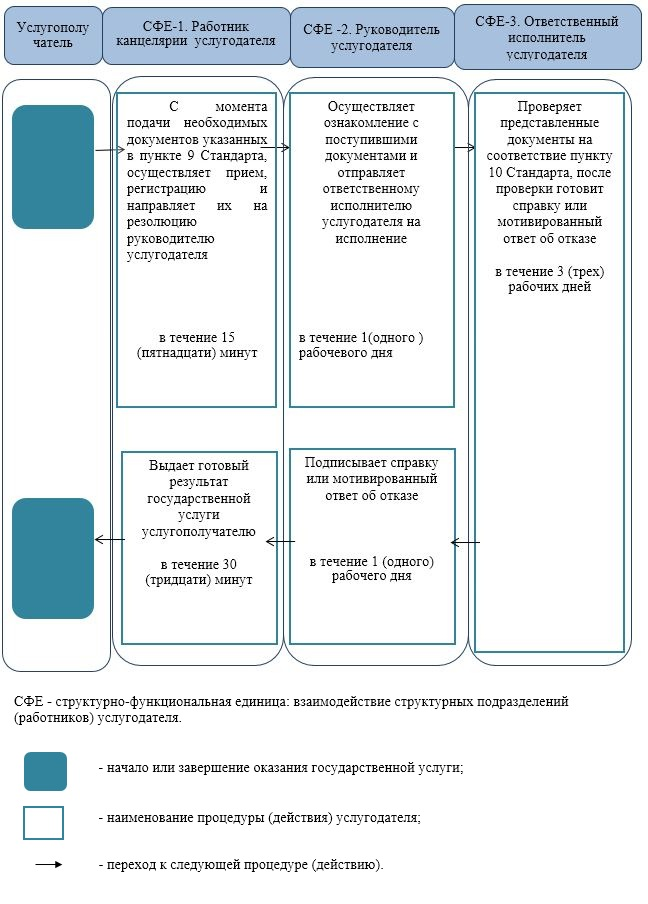 Услугополу
чатель
СФЕ-1. Работник
канцелярии услугодателя
СФЕ -2. Руководитель
услугодателя
СФЕ-3. Ответственный
исполнитель
услугодателя
С момента
подачи необходимых
документов указанных
в пункте 9 Стандарта,
осуществляет прием,
регистрацию и
направляет их на
резолюцию
руководителю
услугодателя
в течение 15
(пятнадцати) минут
Осуществляет
ознакомление с
поступившими
документами и
отправляет
ответственному
исполнителю
услугодателя на
исполнение
в течение 1(одного )
рабочевого дня
Проверяет
представленные
документы на
соответствие пункту
10 Стандарта, после
проверки готовит
справку или
мотивированный
ответ об отказе
в течение 3 (трех)
рабочих дней
Выдает готовый
результат
государственной
услуги
услугополучателю
в течение 30
(тридцати) минут
Подписывает справку
или мотивированный
ответ об отказе
в течение 1 (одного)
рабочего дня
СФЕ - структурно-функциональная единица: взаимодействие структурных подразделений
(работников) услугодателя.
- начало или завершение оказания государственной услуги;
- наименование процедуры (действия) услугодателя;
- переход к следующей процедуре (действию).